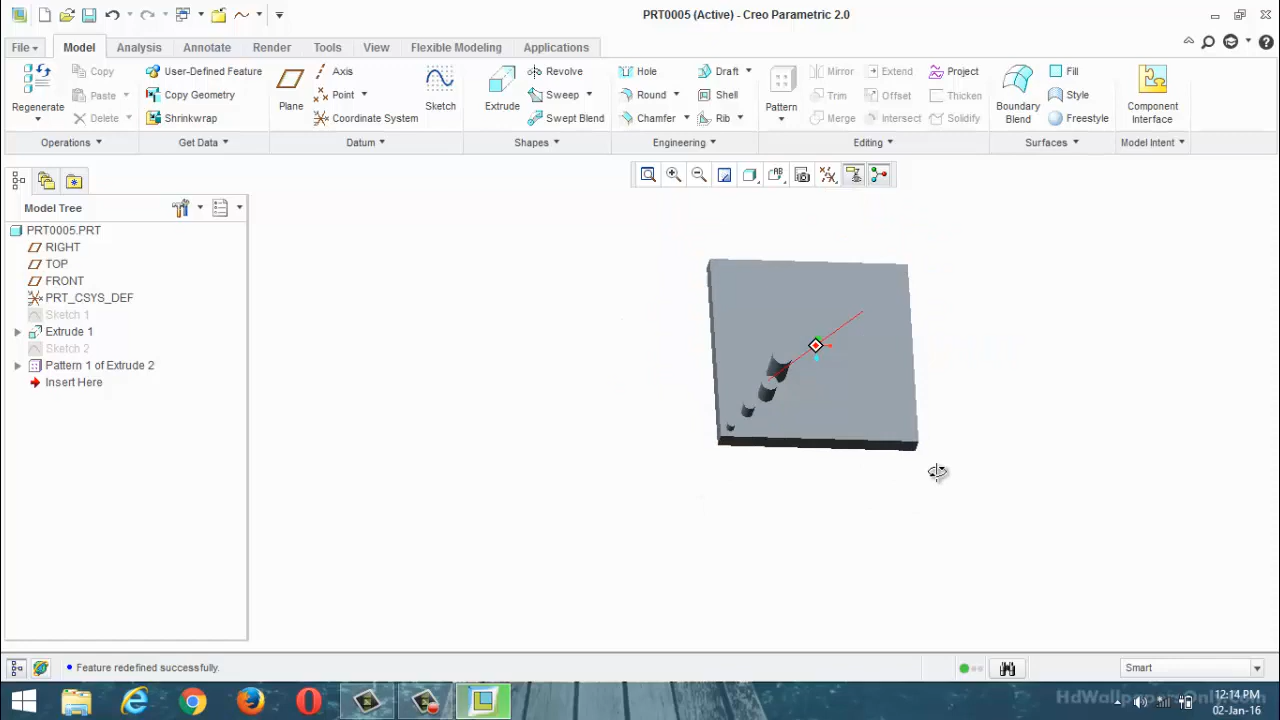 PRT0005 (Active) - Creo Parametric 2.0
File Model Analysis Annotate Render Tools View Flexible Modeling Applications
Regenerate
Copy
Paste
Delete
Operations
User-Defined Feature
Copy Geometry
Shrinkwrap
Get Data
Plane
Axis
Point
Coordinate System
Sketch
Datum
Extrude
Revolve
Sweep
Swept Blend
Shapes
Hole
Round
Chamfer
Draft
Shell
Rib
Engineering
Pattern
Mirror
Trim
Merge
Extend
Offset
Intersect
Project
Thicken
Solidify
Editing
Boundary
Blend
Fill
Style
Freestyle
Surfaces
Component
Interface
Model Intent
Model Tree
PRT0005.PRT
RIGHT
TOP
FRONT
PRT_CSYS_DEF
Sketch 1
Extrude 1
Sketch 2
Pattern 1 of Extrude 2
Insert Here
Feature redefined successfully.
Smart
HdWallpapersOnly.com
12:14 PM
02-Jan-16